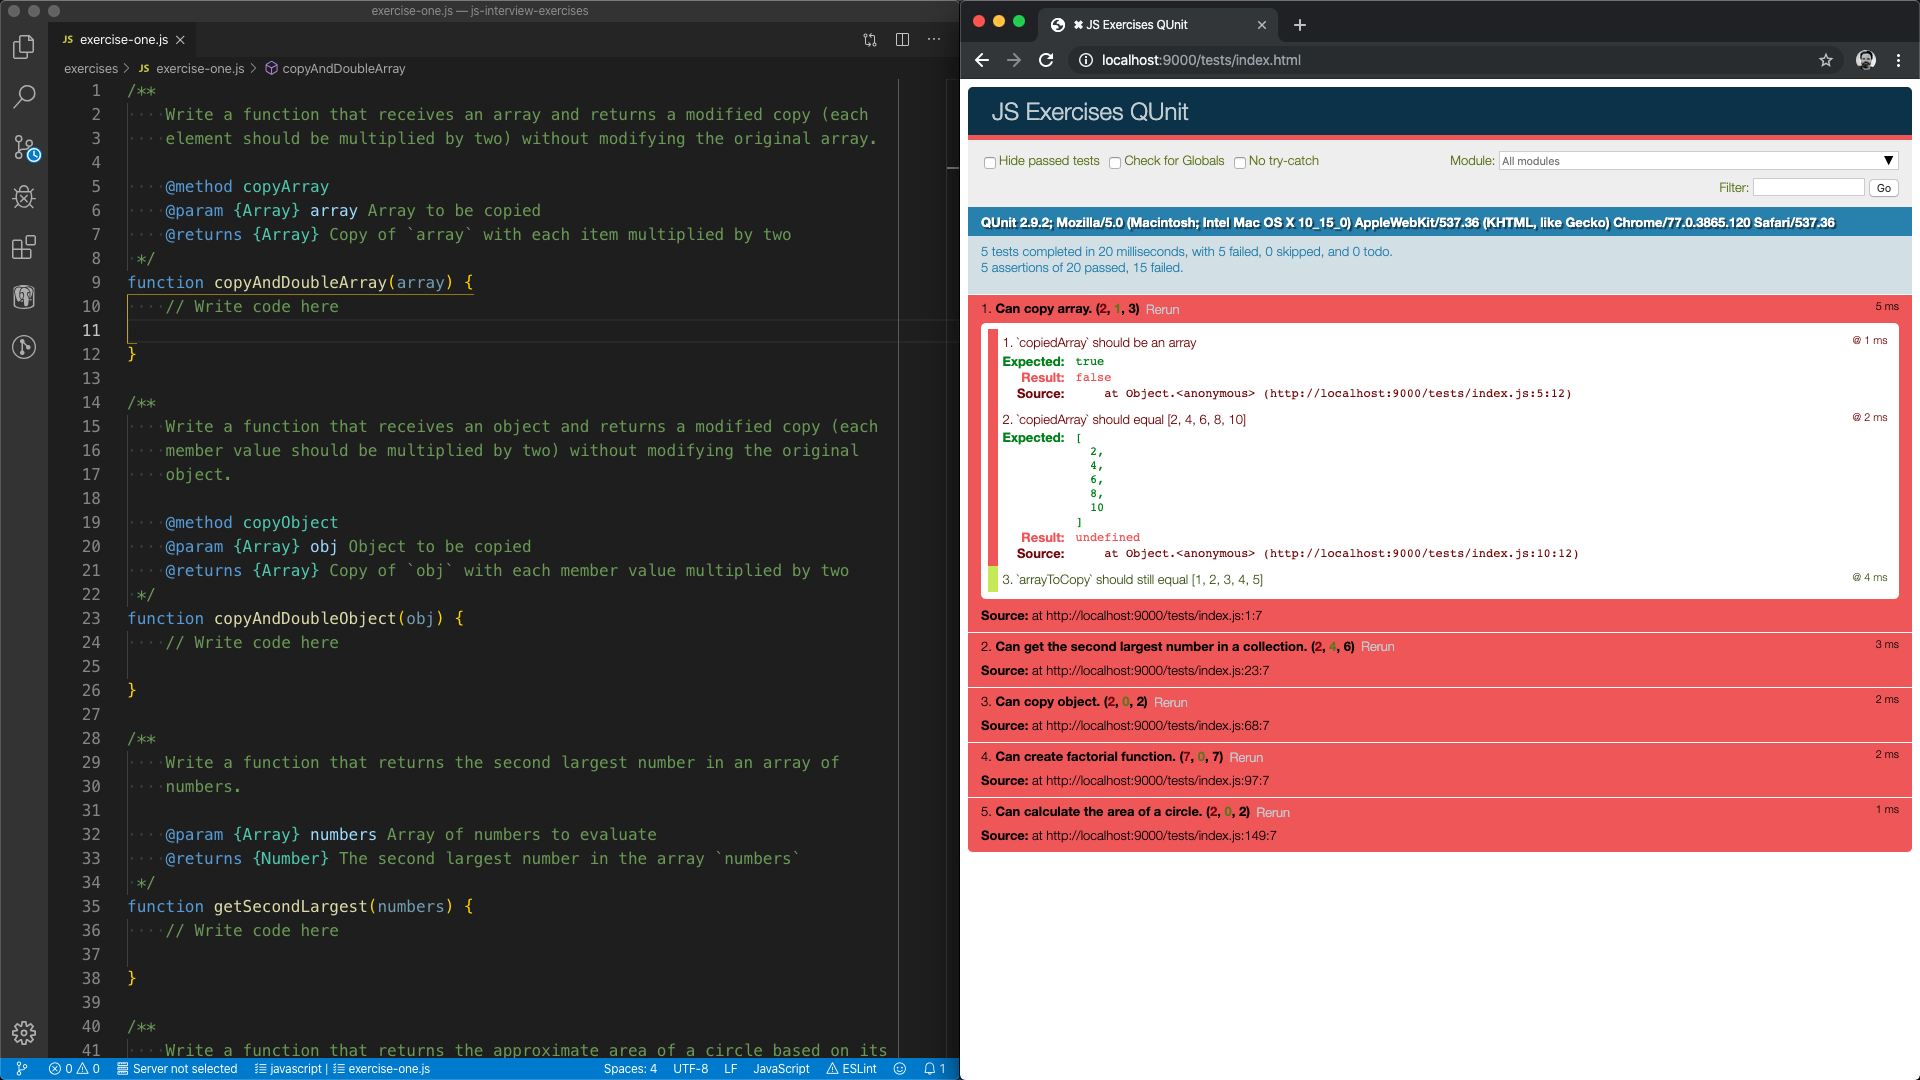 exercise-one.js — js-interview-exercises
JS exercise-one.js
exercises > JS exercise-one.js > copyAndDoubleArray
1 /**
2 Write a function that receives an array and returns a modified copy (each
3 element should be multiplied by two) without modifying the original array.
4
5 @method copyArray
6 @param {Array} array Array to be copied
7 @returns {Array} Copy of `array` with each item multiplied by two
8 */
9 function copyAndDoubleArray(array) {
10 // Write code here
11
12 }
13
14 /**
15 Write a function that receives an object and returns a modified copy (each
16 member value should be multiplied by two) without modifying the original
17 object.
18
19 @method copyObject
20 @param {Array} obj Object to be copied
21 @returns {Array} Copy of `obj` with each member value multiplied by two
22 */
23 function copyAndDoubleObject(obj) {
24 // Write code here
25
26 }
27
28 /**
29 Write a function that returns the second largest number in an array of
30 numbers.
31
32 @param {Array} numbers Array of numbers to evaluate
33 @returns {Number} The second largest number in the array `numbers`
34 */
35 function getSecondLargest(numbers) {
36 // Write code here
37
38 }
39
40 /**
41 Write a function that returns the approximate area of a circle based on its
0 0 Server not selected javascript | exercise-one.js Spaces: 4 UTF-8 LF JavaScript ESLint 1
✖ JS Exercises QUnit
localhost:9000/tests/index.html
JS Exercises QUnit
Hide passed tests Check for Globals No try-catch Module: All modules
Filter: Go
QUnit 2.9.2; Mozilla/5.0 (Macintosh; Intel Mac OS X 10_15_0) AppleWebKit/537.36 (KHTML, like Gecko) Chrome/77.0.3865.120 Safari/537.36
5 tests completed in 20 milliseconds, with 5 failed, 0 skipped, and 0 todo.
5 assertions of 20 passed, 15 failed.
1. Can copy array. (2, 1, 3) Rerun 5 ms
1. `copiedArray` should be an array @ 1 ms
Expected: true
Result: false
Source: at Object.<anonymous> (http://localhost:9000/tests/index.js:5:12)
2. `copiedArray` should equal [2, 4, 6, 8, 10] @ 2 ms
Expected: [
2,
4,
6,
8,
10
]
Result: undefined
Source: at Object.<anonymous> (http://localhost:9000/tests/index.js:10:12)
3. `arrayToCopy` should still equal [1, 2, 3, 4, 5] @ 4 ms
Source: at http://localhost:9000/tests/index.js:1:7
2. Can get the second largest number in a collection. (2, 4, 6) Rerun 3 ms
Source: at http://localhost:9000/tests/index.js:23:7
3. Can copy object. (2, 0, 2) Rerun 2 ms
Source: at http://localhost:9000/tests/index.js:68:7
4. Can create factorial function. (7, 0, 7) Rerun 2 ms
Source: at http://localhost:9000/tests/index.js:97:7
5. Can calculate the area of a circle. (2, 0, 2) Rerun 1 ms
Source: at http://localhost:9000/tests/index.js:149:7